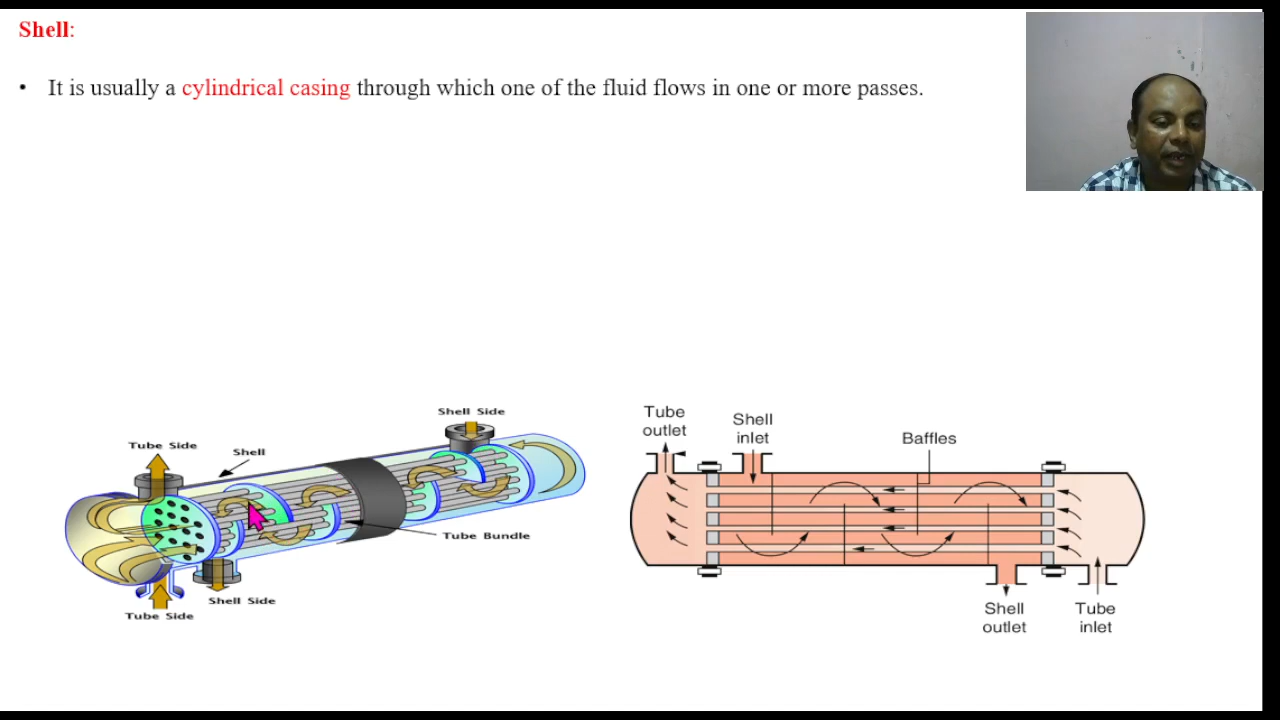 Shell:
• It is usually a cylindrical casing through which one of the fluid flows in one or more passes.
Shell Side
Tube Side
Shell
Tube Bundle
Shell Side
Tube Side
Tube
outlet
Shell
inlet
Baffles
Shell
outlet
Tube
inlet